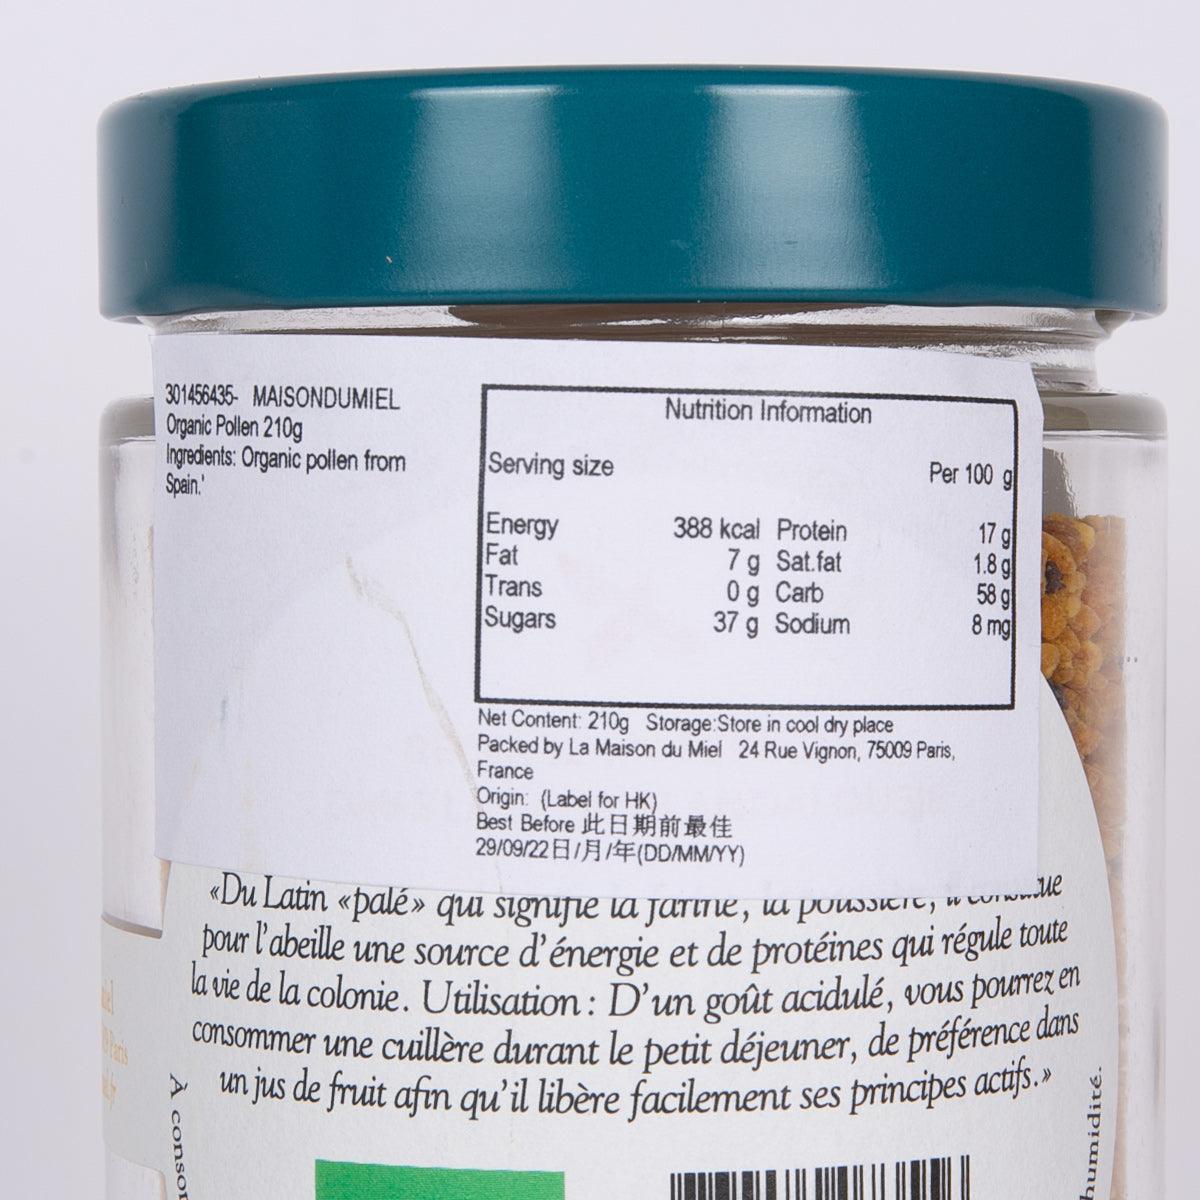 301456435- MAISONDUMIEL
Organic Pollen 210g
Ingredients: Organic pollen from
Spain.'
Nutrition Information
Serving size Per 100 g
Energy 388 kcal Protein 17 g
Fat 7 g Sat.fat 1.8 g
Trans 0 g Carb 58 g
Sugars 37 g Sodium 8 mg
Net Content: 210g Storage:Store in cool dry place
Packed by La Maison du Miel 24 Rue Vignon, 75009 Paris,
France
Origin: (Label for HK)
Best Before 此日期前最佳
29/09/22日/月/年(DD/MM/YY)
«Du Latin «palé» qui signifie la farine, la poussière, il constitue
pour l'abeille une source d'énergie et de protéines qui régule toute
la vie de la colonie. Utilisation : D'un goût acidulé, vous pourrez en
consommer une cuillère durant le petit déjeuner, de préférence dans
un jus de fruit afin qu'il libère facilement ses principes actifs.»
À
humidité.
Paris